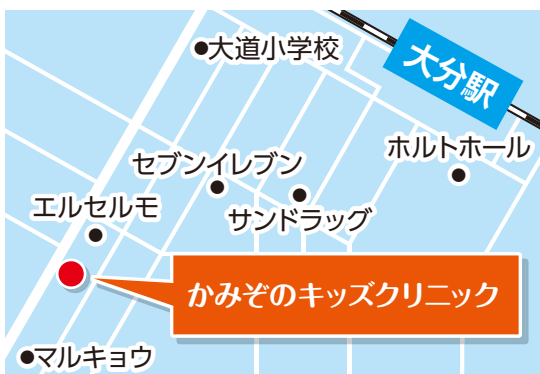 大道小学校
大分駅
ホルトホール
セブンイレブン
エルセルモ
サンドラッグ
かみぞのキッズクリニック
マルキョウ